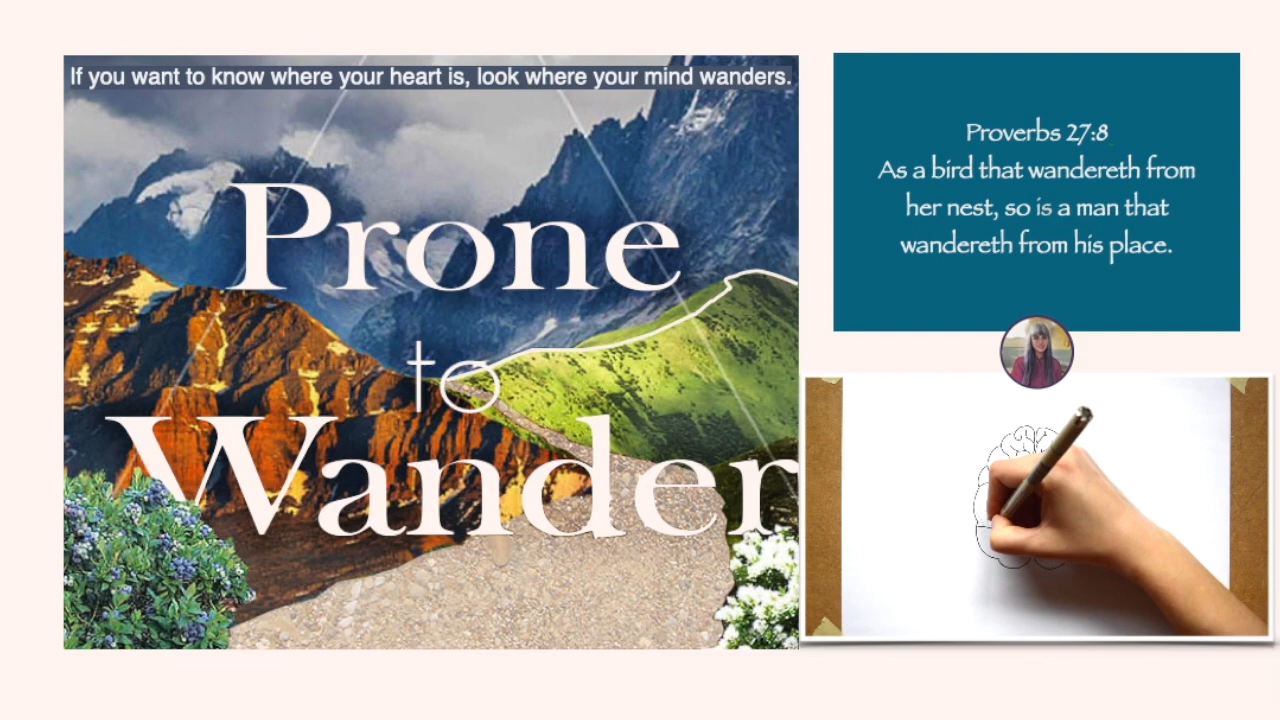 If you want to know where your heart is, look where your mind wanders.
Prone
to
Wander
Proverbs 27:8
As a bird that wandereth from
her nest, so is a man that
wandereth from his place.